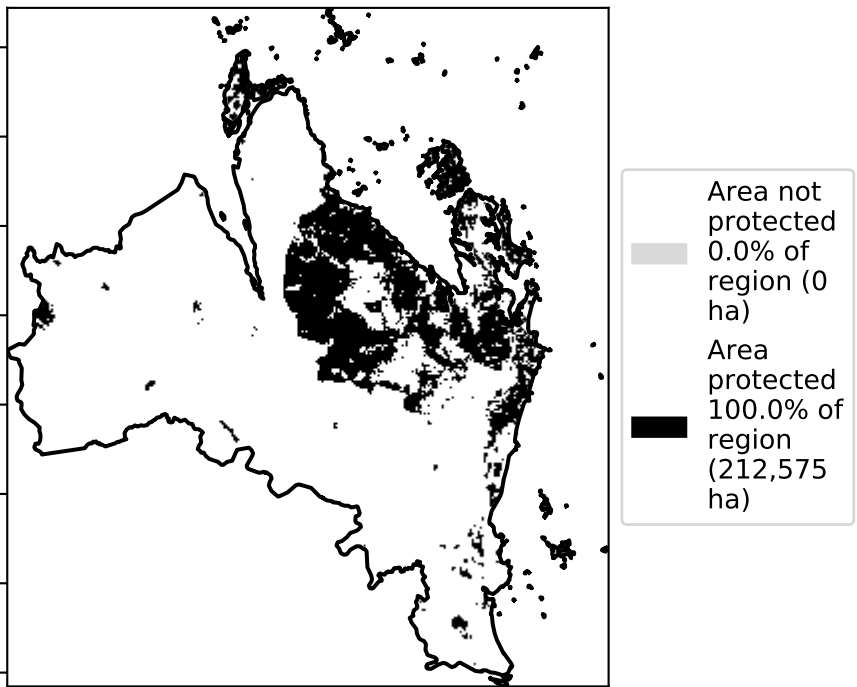 Area not
protected
0.0% of
region (0
ha)
Area
protected
100.0% of
region
(212,575
ha)